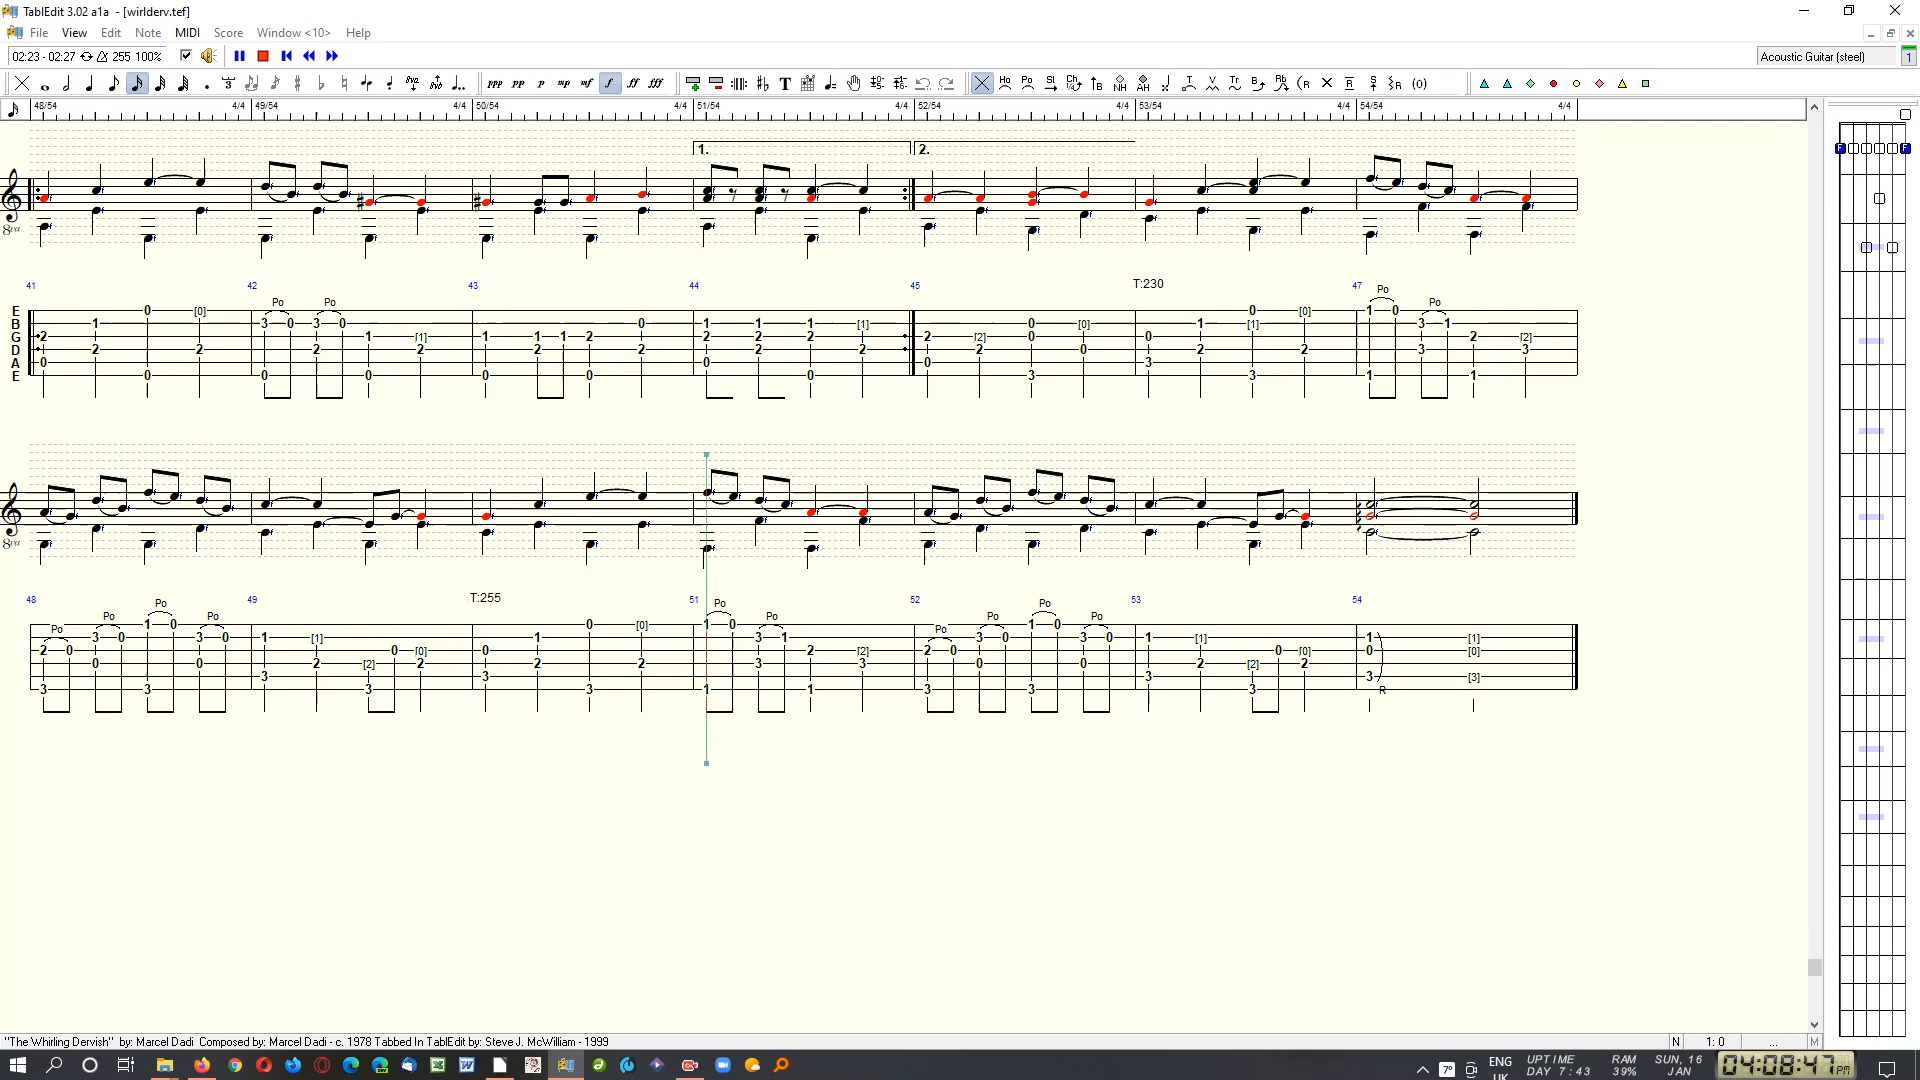 TablEdit 3.02 a1a - [wirlderv.tef]
File View Edit Note MIDI Score Window <10> Help
02:23 - 02:27 255 100%
Acoustic Guitar (steel) 1
48/54 4/4 49/54 4/4 50/54 4/4 51/54 4/4 52/54 4/4 53/54 4/4 54/54 4/4
1. 2.
8va
41 42 43 44 45 T:230 47
Po Po Po Po
E
B
G
D
A
E
8va
48 49 T:255 51 52 53 54
Po Po Po Po Po Po Po Po Po Po
R
"The Whirling Dervish" by: Marcel Dadi Composed by: Marcel Dadi - c. 1978 Tabbed In TablEdit by: Steve J. McWilliam - 1999
N 1: 0 ... M
7° ENG UK UPTIME DAY 7:43 RAM 39% SUN, 16 JAN 04:08:47 PM